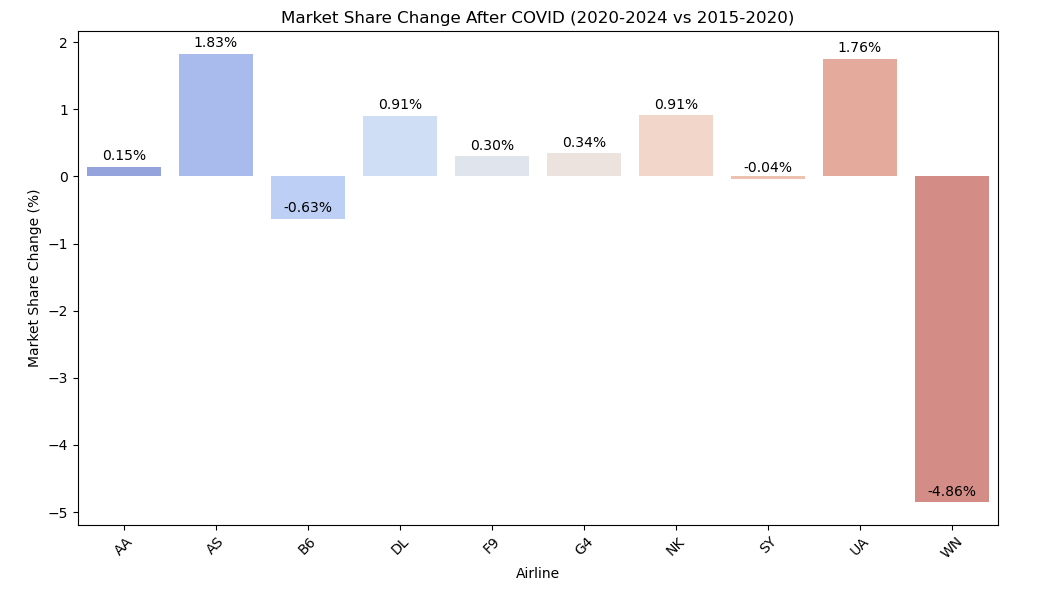 Market Share Change After COVID (2020-2024 vs 2015-2020)
Market Share Change (%)
2
1
0
−1
−2
−3
−4
−5
0.15%
1.83%
-0.63%
0.91%
0.30%
0.34%
0.91%
-0.04%
1.76%
-4.86%
AA
AS
B6
DL
F9
G4
NK
SY
UA
WN
Airline